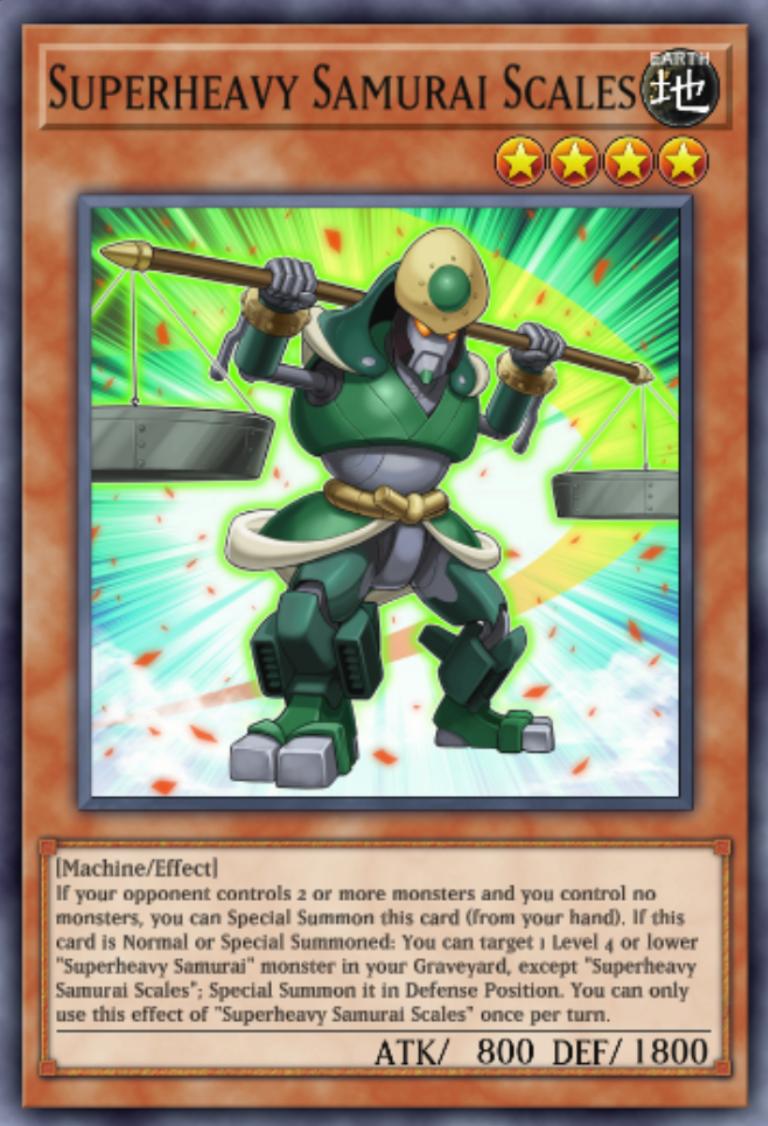 Superheavy Samurai Scales
EARTH
地
[Machine/Effect]
If your opponent controls 2 or more monsters and you control no
monsters, you can Special Summon this card (from your hand). If this
card is Normal or Special Summoned: You can target 1 Level 4 or lower
"Superheavy Samurai" monster in your Graveyard, except "Superheavy
Samurai Scales"; Special Summon it in Defense Position. You can only
use this effect of "Superheavy Samurai Scales" once per turn.
ATK/ 800 DEF/ 1800